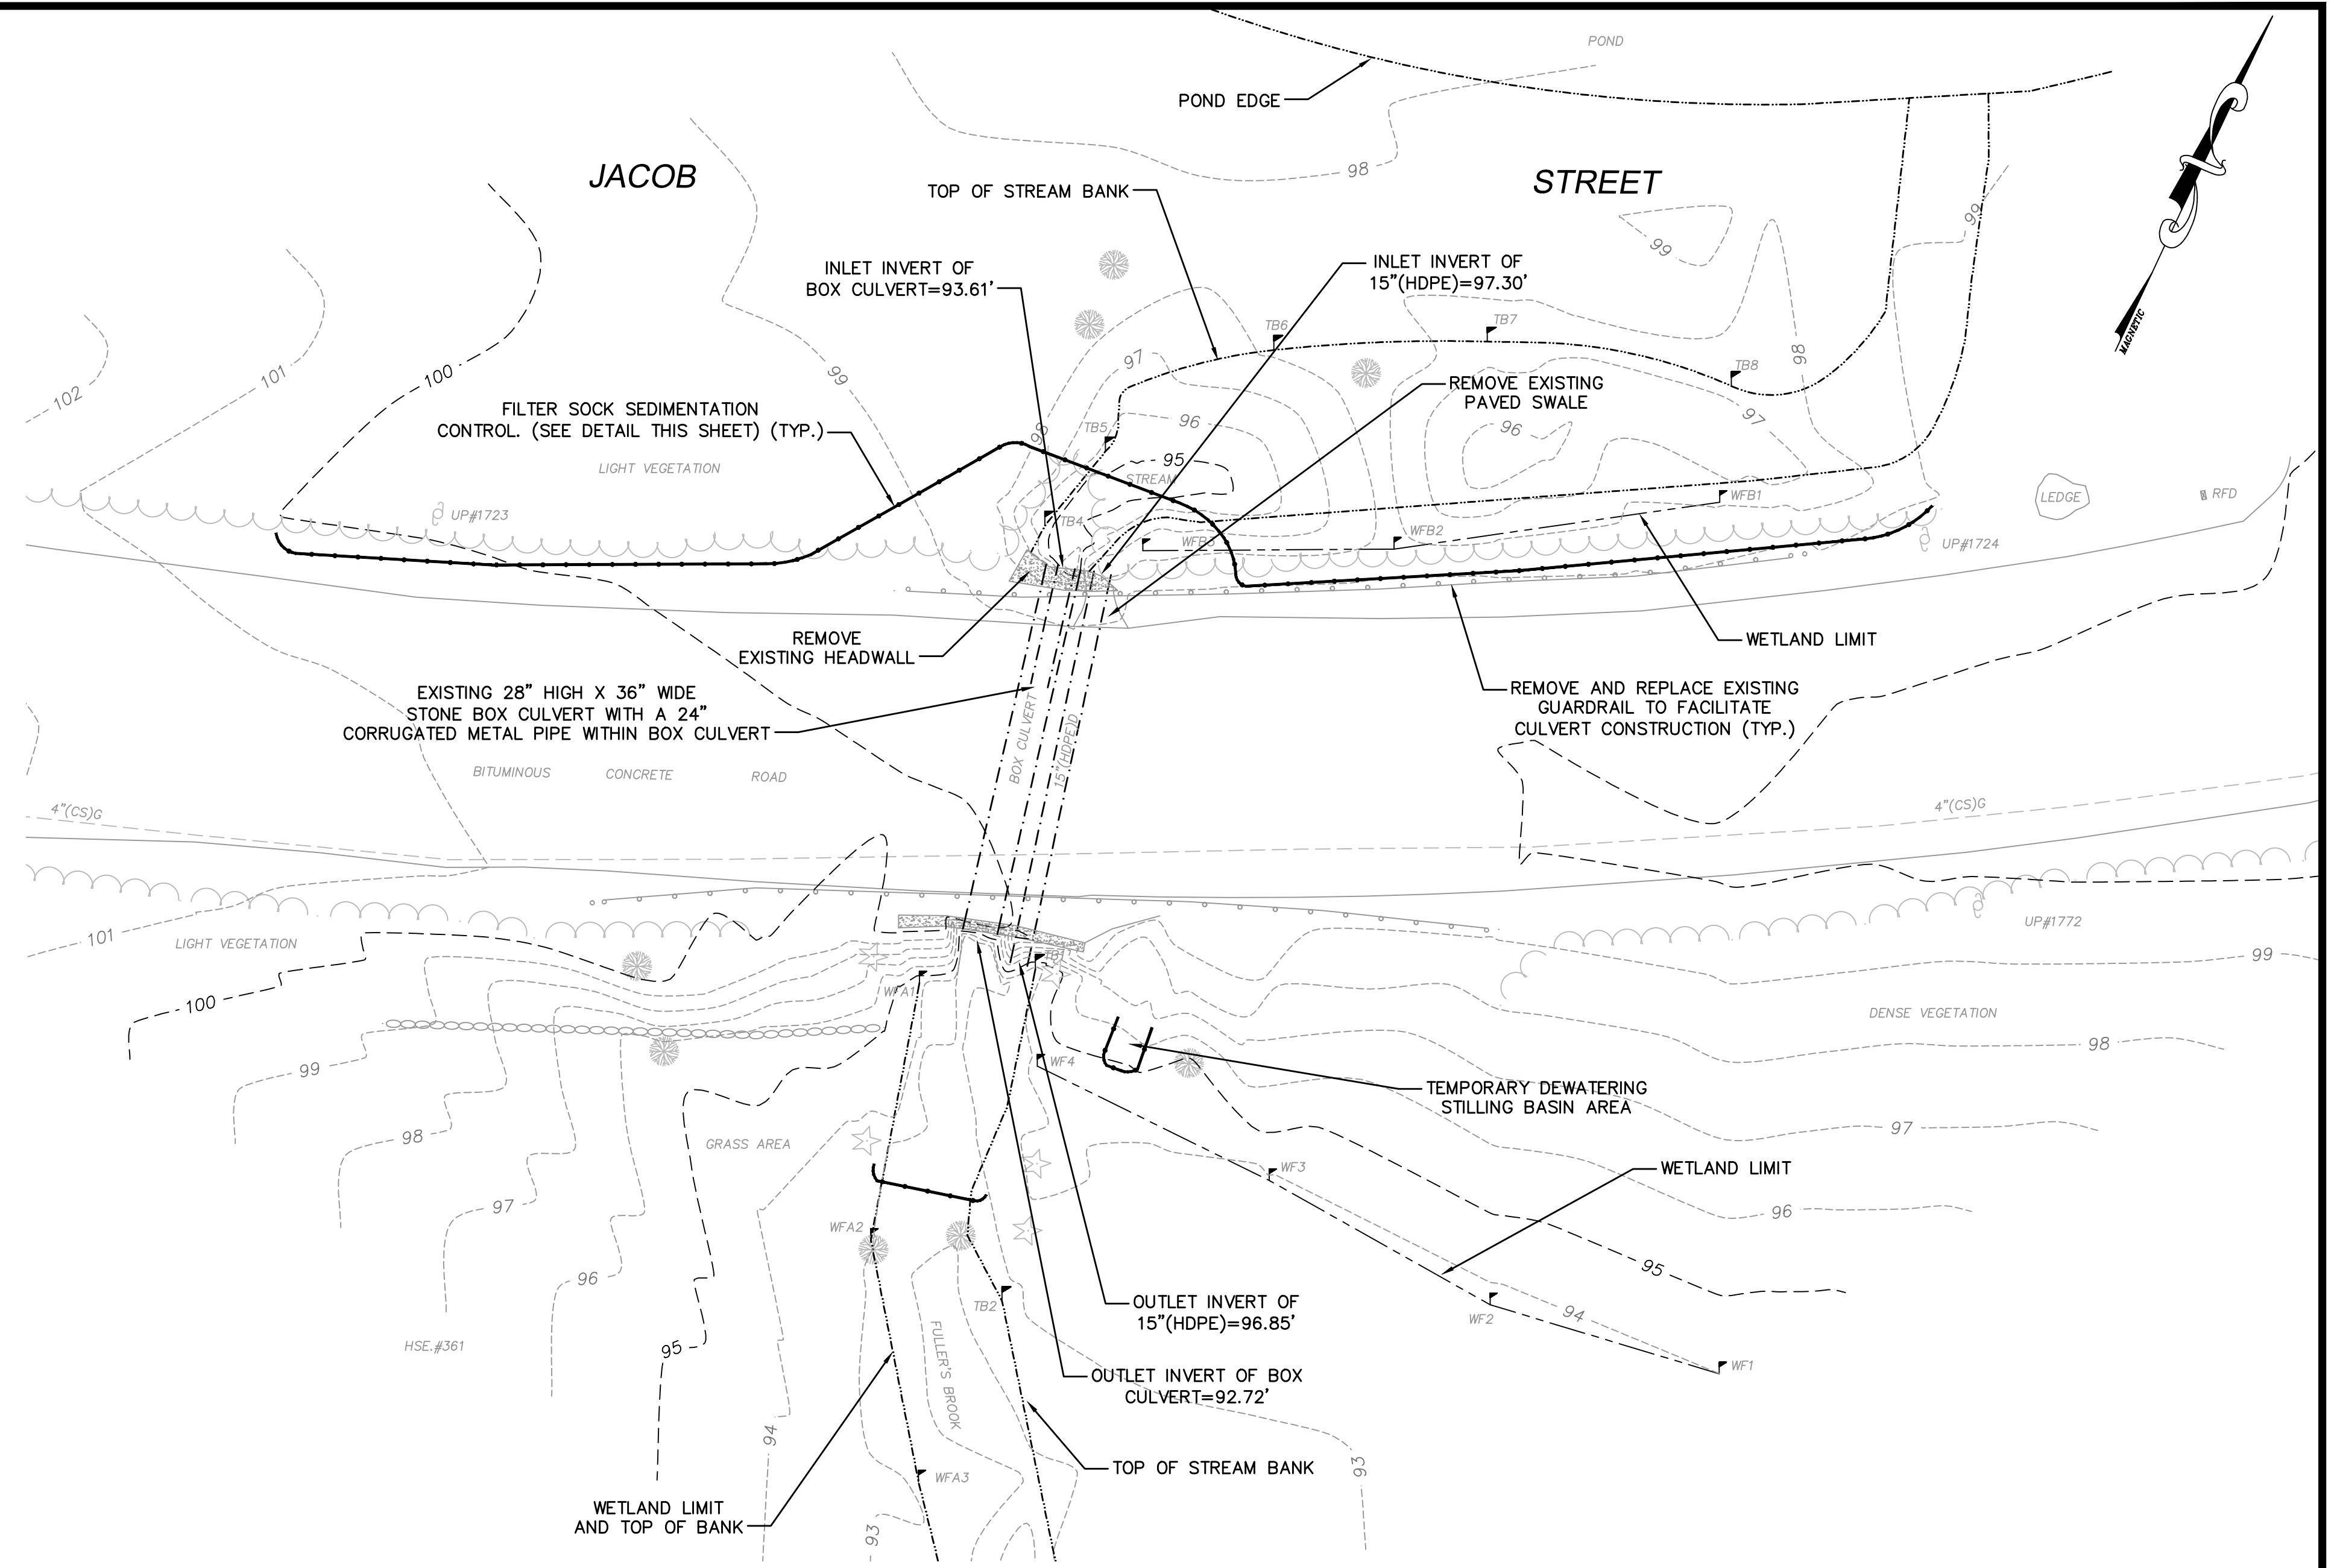 POND
POND EDGE
98
JACOB
STREET
TOP OF STREAM BANK
99
99
INLET INVERT OF
BOX CULVERT=93.61'
INLET INVERT OF
15"(HDPE)=97.30'
MAGNETIC
TB6
TB7
TB8
98
97
102
101
100
99
REMOVE EXISTING
PAVED SWALE
FILTER SOCK SEDIMENTATION
CONTROL. (SEE DETAIL THIS SHEET) (TYP.)
98
TB5
96
96
97
95
STREAM
LIGHT VEGETATION
UP#1723
TB4
WFB3
WFB2
WFB1
LEDGE
RFD
UP#1724
REMOVE
EXISTING HEADWALL
WETLAND LIMIT
EXISTING 28" HIGH X 36" WIDE
STONE BOX CULVERT WITH A 24"
CORRUGATED METAL PIPE WITHIN BOX CULVERT
REMOVE AND REPLACE EXISTING
GUARDRAIL TO FACILITATE
CULVERT CONSTRUCTION (TYP.)
BOX CULVERT
15"(HDPE)D
BITUMINOUS CONCRETE ROAD
4"(CS)G
4"(CS)G
101
LIGHT VEGETATION
UP#1772
TB1
99
WFA1
100
DENSE VEGETATION
98
99
WF4
TEMPORARY DEWATERING
STILLING BASIN AREA
98
GRASS AREA
97
WF3
WETLAND LIMIT
97
96
WFA2
96
95
TB2
OUTLET INVERT OF
15"(HDPE)=96.85'
94
WF2
HSE.#361
95
FULLER'S BROOK
WF1
OUTLET INVERT OF BOX
CULVERT=92.72'
94
WFA3
TOP OF STREAM BANK
93
WETLAND LIMIT
AND TOP OF BANK
93